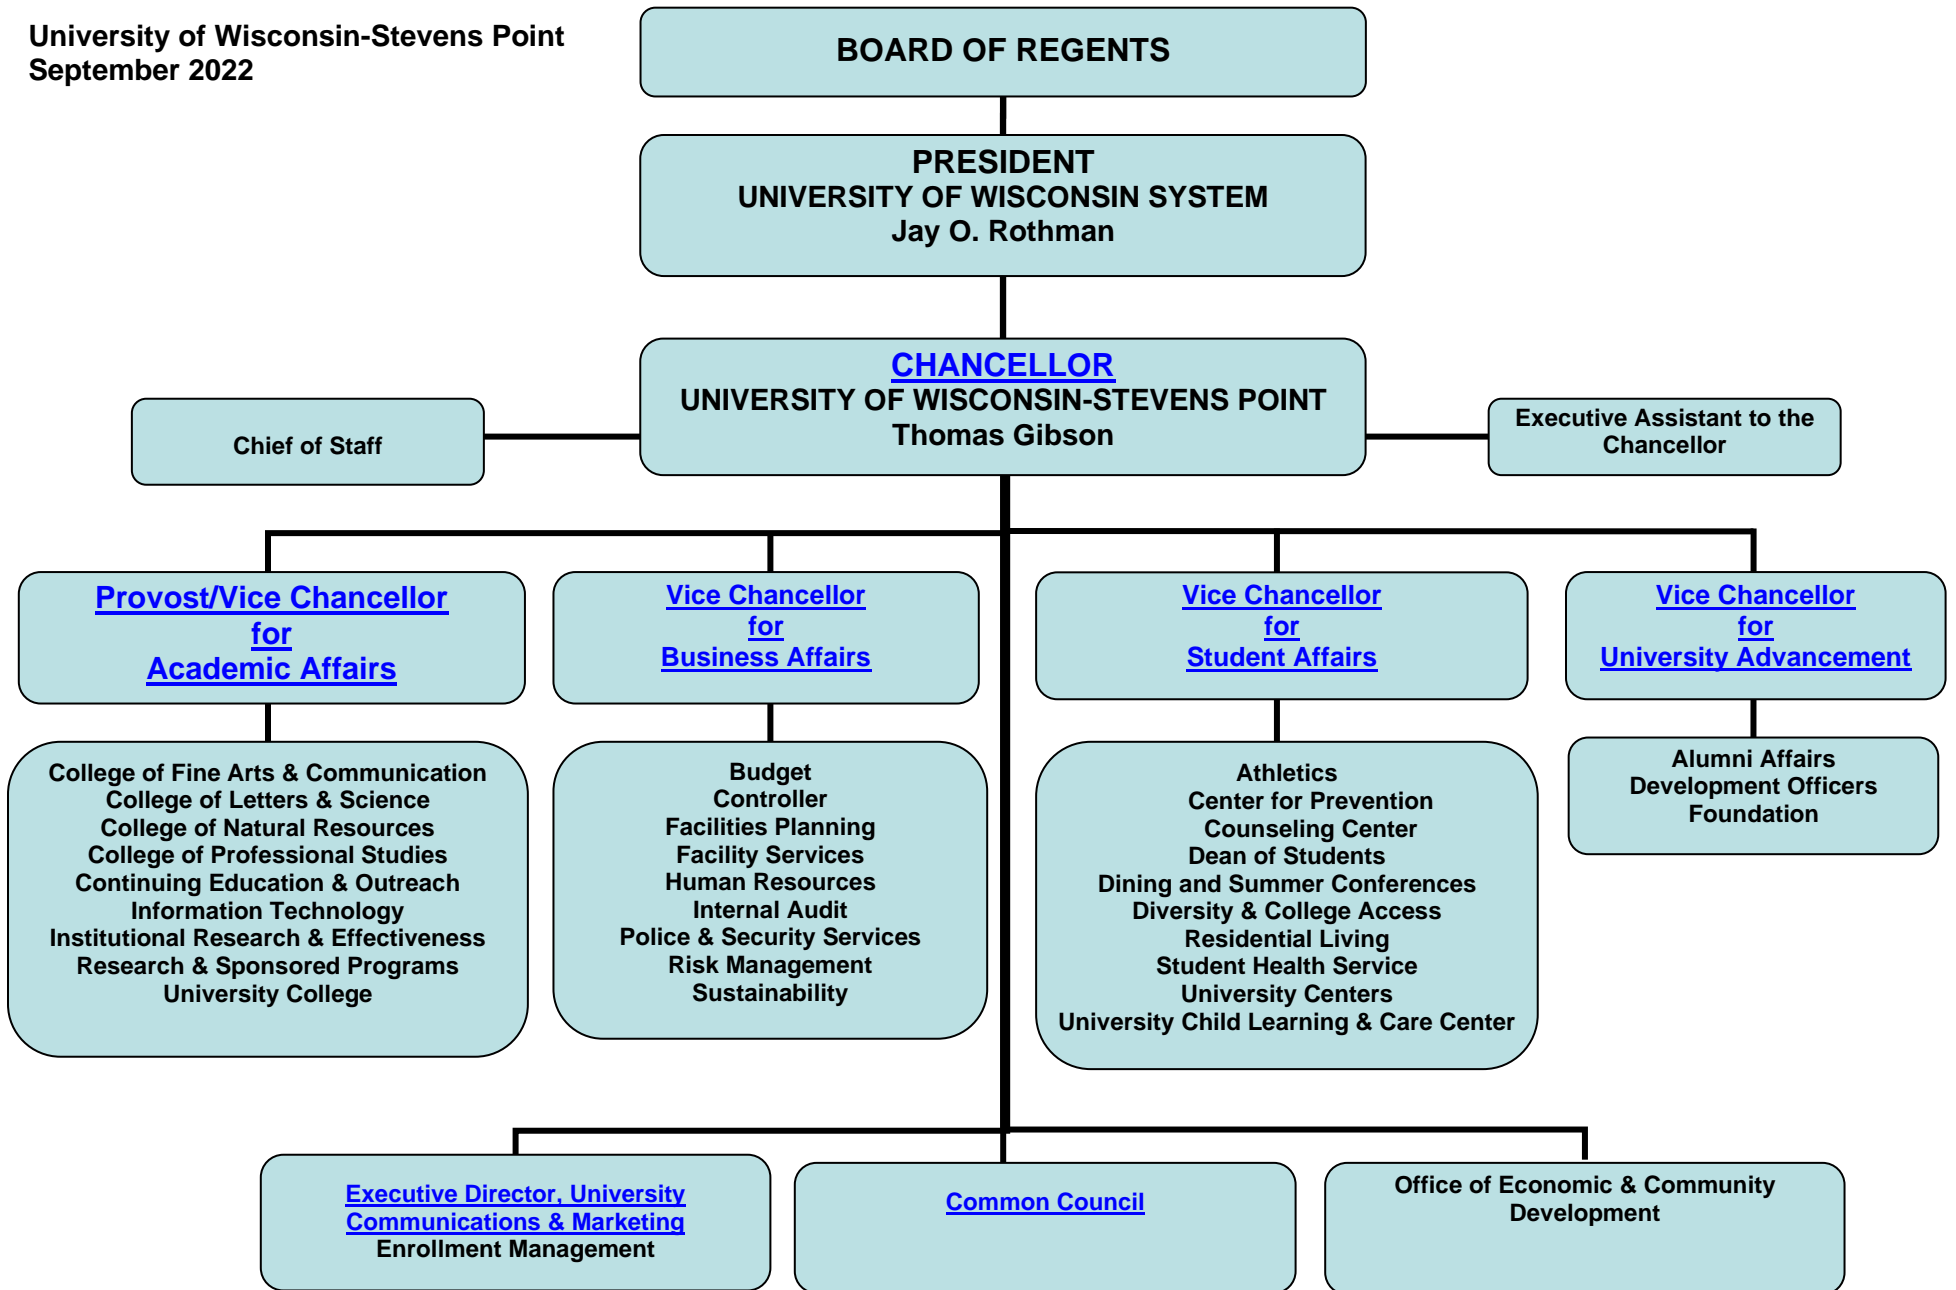 University of Wisconsin-Stevens Point
September 2022
BOARD OF REGENTS
PRESIDENT
UNIVERSITY OF WISCONSIN SYSTEM
Jay O. Rothman
CHANCELLOR
UNIVERSITY OF WISCONSIN-STEVENS POINT
Thomas Gibson
Chief of Staff
Executive Assistant to the
Chancellor
Provost/Vice Chancellor
for
Academic Affairs
Vice Chancellor
for
Business Affairs
Vice Chancellor
for
Student Affairs
Vice Chancellor
for
University Advancement
College of Fine Arts & Communication
College of Letters & Science
College of Natural Resources
College of Professional Studies
Continuing Education & Outreach
Information Technology
Institutional Research & Effectiveness
Research & Sponsored Programs
University College
Budget
Controller
Facilities Planning
Facility Services
Human Resources
Internal Audit
Police & Security Services
Risk Management
Sustainability
Athletics
Center for Prevention
Counseling Center
Dean of Students
Dining and Summer Conferences
Diversity & College Access
Residential Living
Student Health Service
University Centers
University Child Learning & Care Center
Alumni Affairs
Development Officers
Foundation
Executive Director, University
Communications & Marketing
Enrollment Management
Common Council
Office of Economic & Community
Development